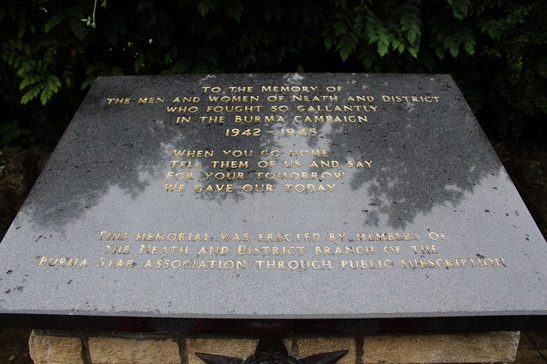 TO THE MEMORY OF
THE MEN AND WOMEN OF NEATH AND DISTRICT
WHO FOUGHT SO GALLANTLY
IN THE BURMA CAMPAIGN
1942 - 1945
WHEN YOU GO HOME
TELL THEM OF US AND SAY
FOR YOUR TOMORROW
WE GAVE OUR TODAY
THIS MEMORIAL WAS ERECTED BY MEMBERS OF
THE NEATH AND DISTRICT BRANCH OF THE
BURMA STAR ASSOCIATION THROUGH PUBLIC SUBSCRIPTION